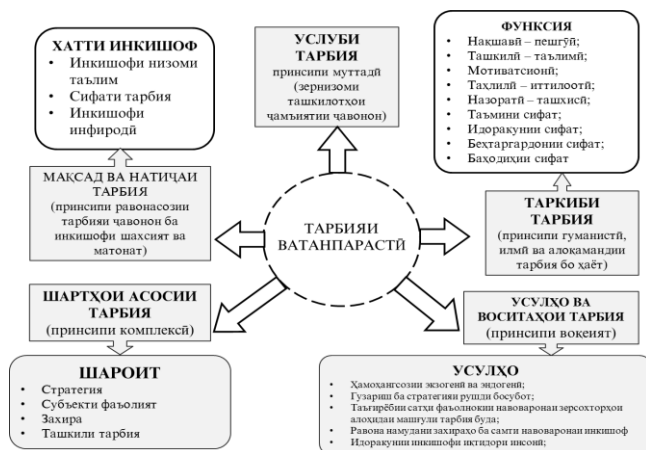 ХАТТИ ИНКИШОФ
• Инкишофи низоми
таълим
• Сифати тарбия
• Инкишофи
инфиродӣ
УСЛУБИ
ТАРБИЯ
принсипи муттадӣ
(зернизоми
ташкилотҳои
ҷамъиятии ҷавонон)
ФУНКСИЯ
• Нақшавӣ – пешгӯӣ;
• Ташкилӣ – таълимӣ;
• Мотиватсионӣ;
• Таҳлилӣ – иттилоотӣ;
• Назоратӣ – ташхисӣ;
• Таъмини сифат;
• Идоракунии сифат;
• Беҳтаргардонии сифат;
• Баҳодиҳии сифат
МАҚСАД ВА НАТИҶАИ
ТАРБИЯ
(принсипи равонасозии
тарбияи ҷавонон ба
инкишофи шахсият ва
матонат)
ТАРБИЯИ
ВАТАНПАРАСТӢ
ТАРКИБИ
ТАРБИЯ
(принсипи гуманистӣ,
илмӣ ва алоқамандии
тарбия бо ҳаёт)
ШАРТҲОИ АСОСИИ
ТАРБИЯ
(принсипи комплексӣ)
УСУЛҲО ВА
ВОСИТАҲОИ ТАРБИЯ
(принсипи воқеият)
ШАРОИТ
• Стратегия
• Субъекти фаъолият
• Захира
• Ташкили тарбия
УСУЛҲО
• Ҳамоҳангсозии экзогенӣ ва эндогенӣ;
• Гузариш ба стратегияи рушди босубот;
• Таъғирёбии сатҳи фаъолнокии навоваронаи зерсохторҳои
алоҳидаи машғули тарбия буда;
• Равона намудани захираҳо ба самти навоваронаи инкишоф
• Идоракунии инкишофи иқтидори инсонӣ;